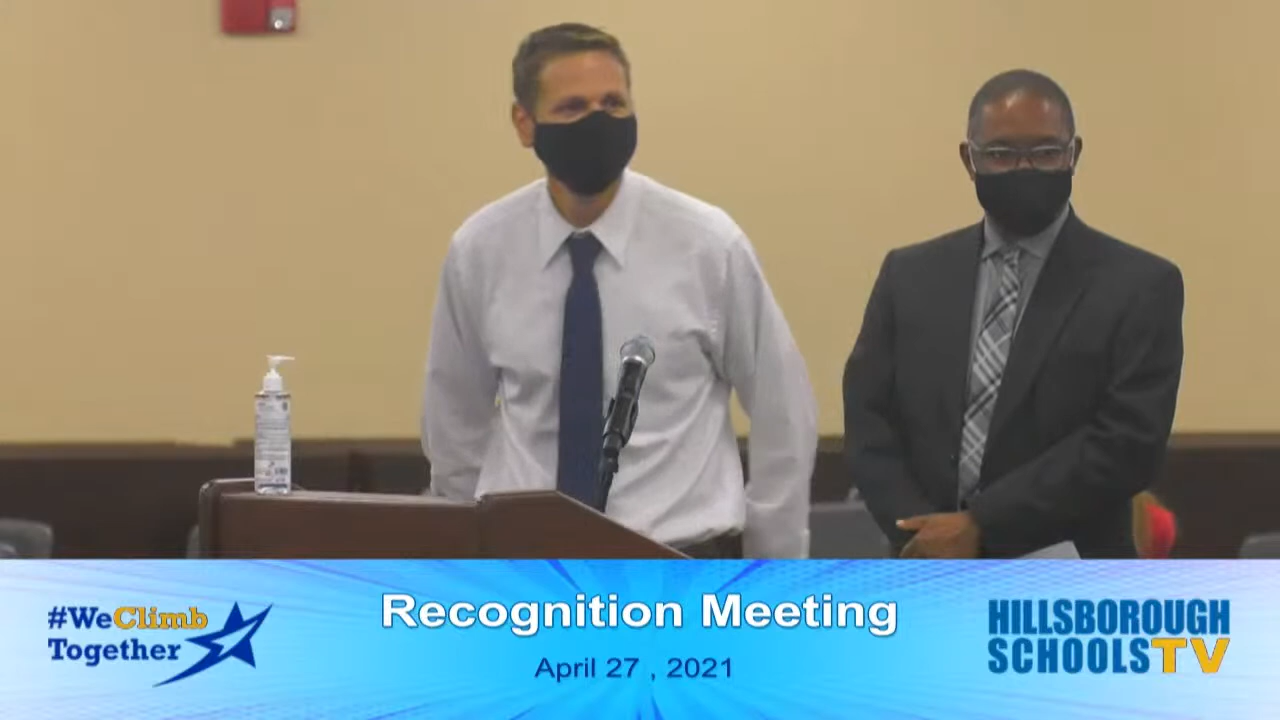 #WeClimb
Together
Recognition Meeting
April 27 , 2021
HILLSBOROUGH
SCHOOLSTV